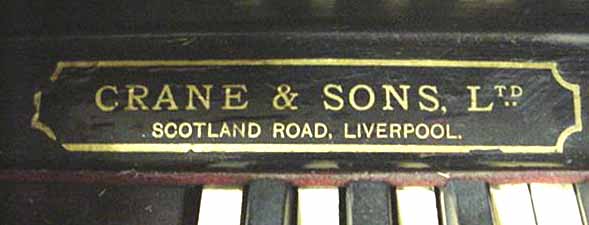 CRANE & SONS, LTD
SCOTLAND ROAD, LIVERPOOL.